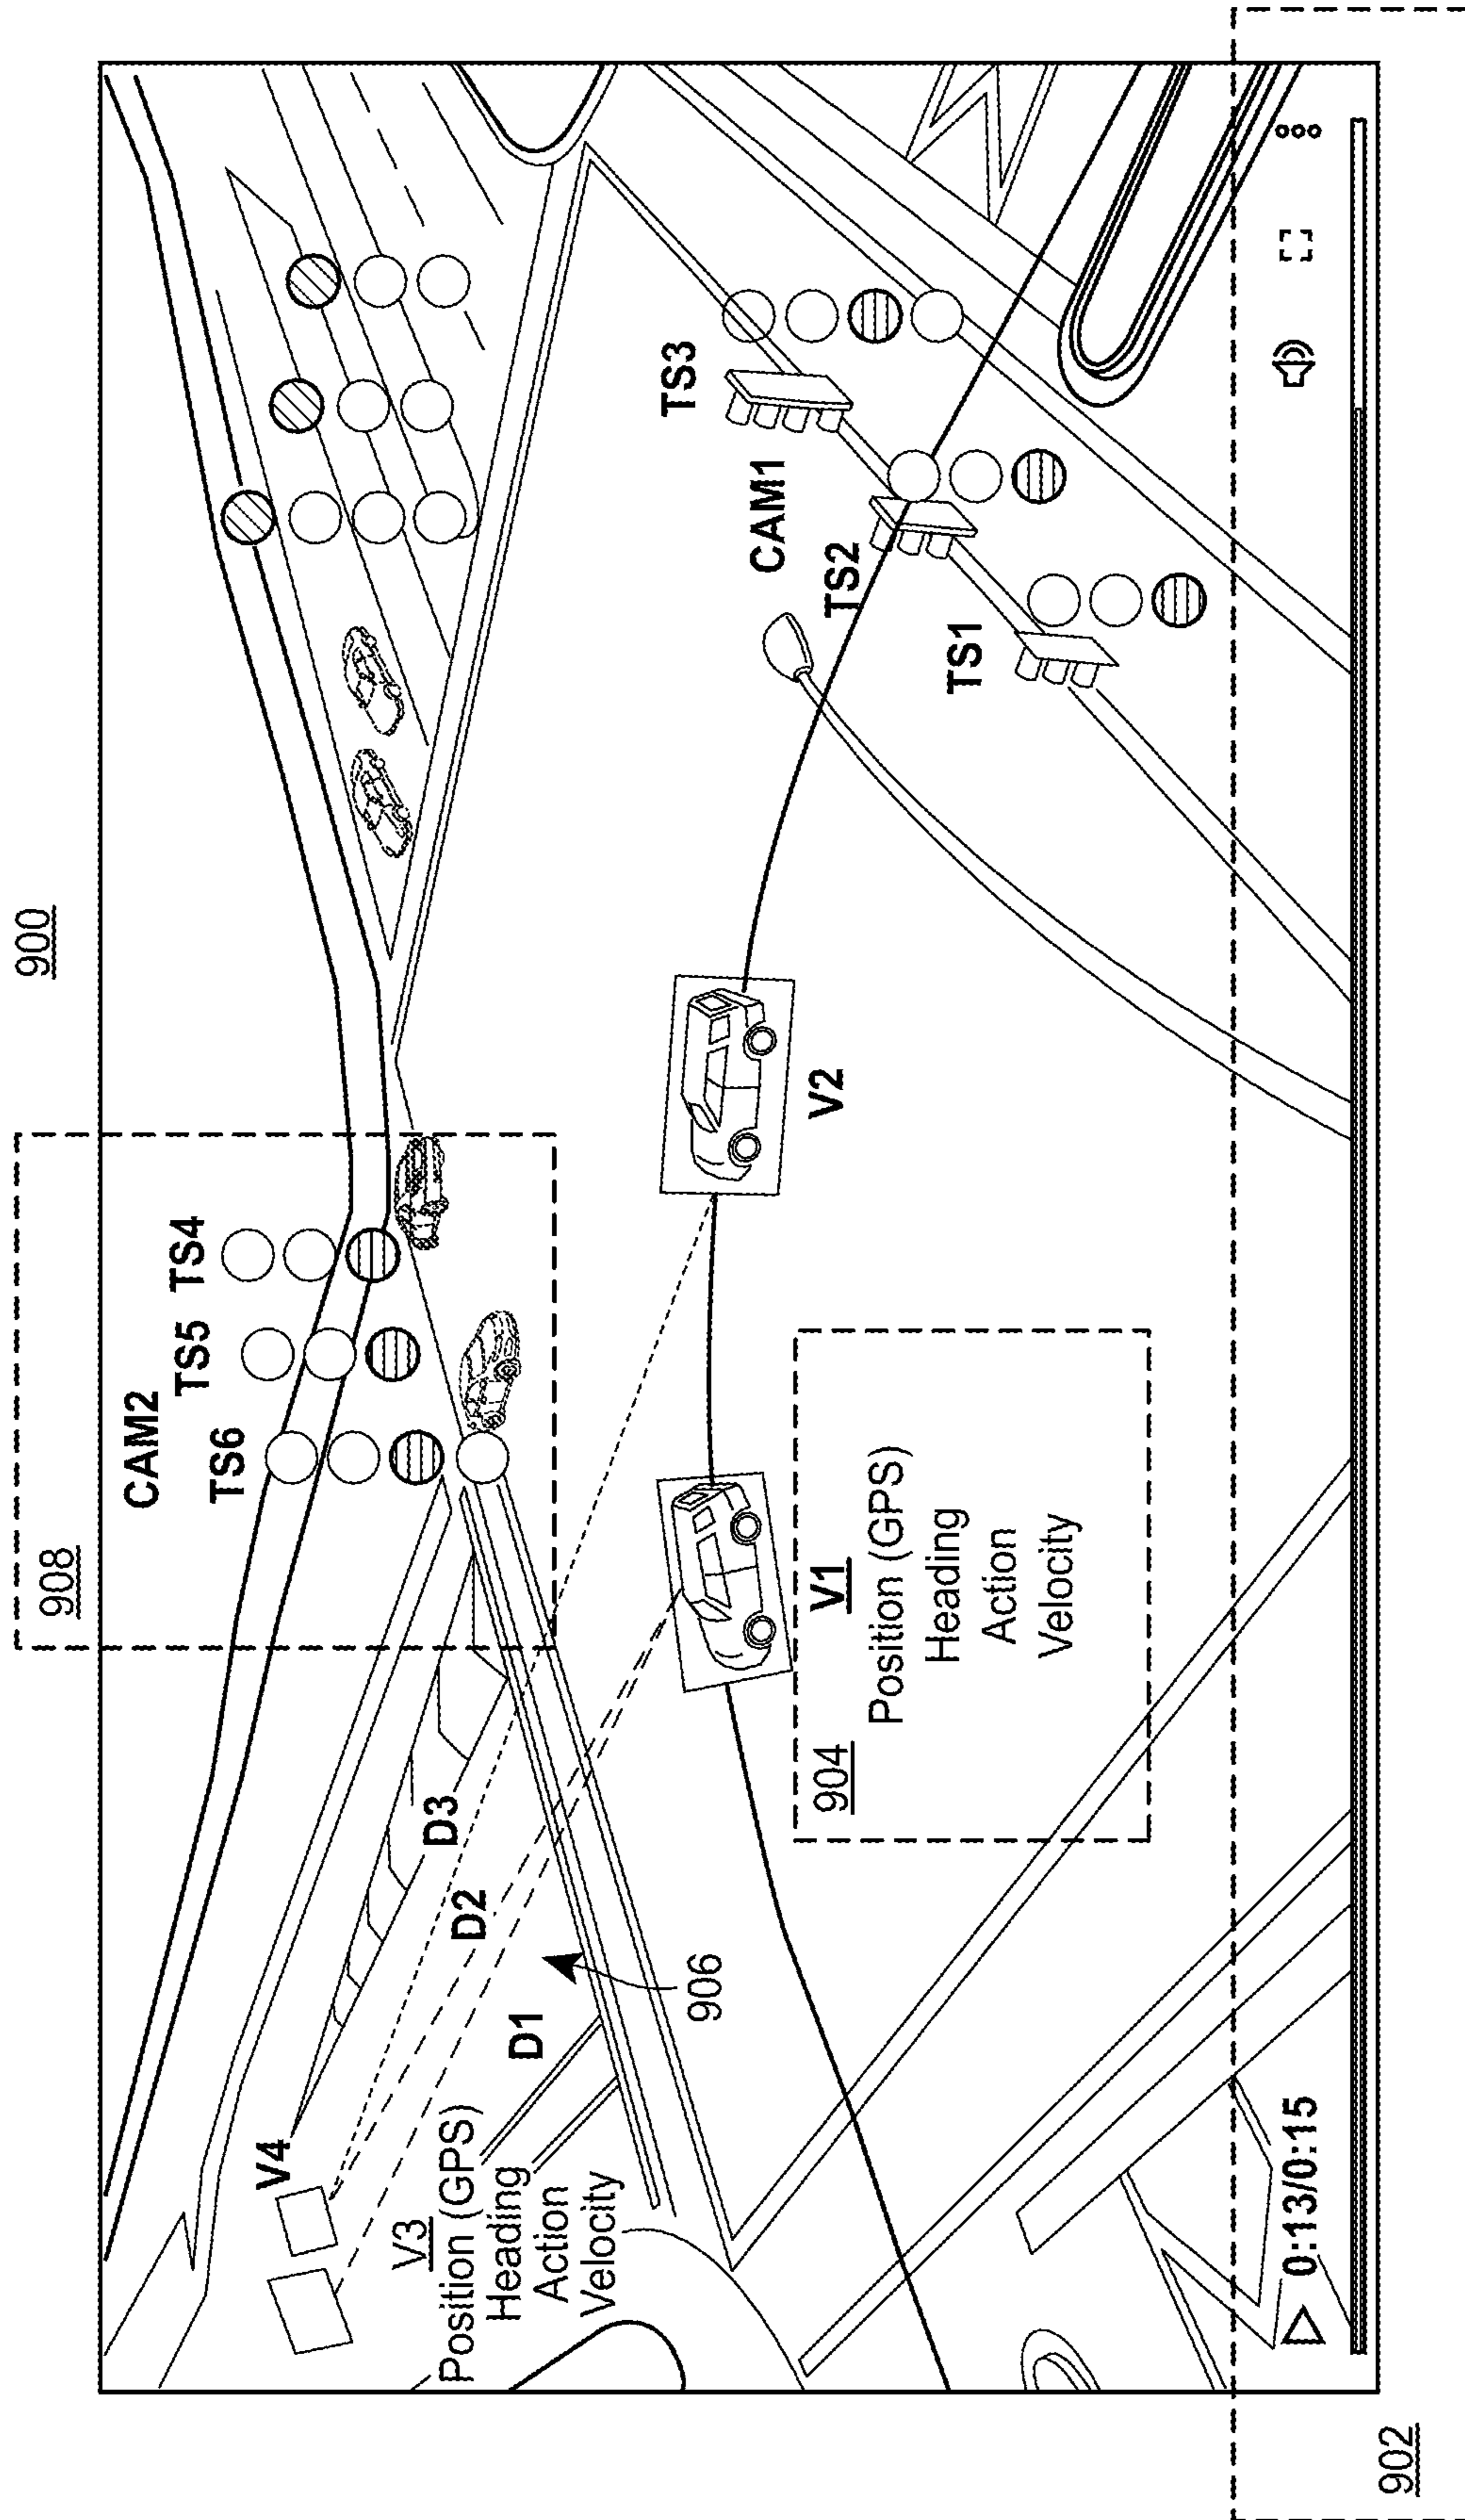 900
908
CAM2
TS6
TS5
TS4
V4
V3
Position (GPS)
Heading
Action
Velocity
D1
D2
D3
906
904
V1
Position (GPS)
Heading
Action
Velocity
V2
TS3
CAM1
TS2
TS1
0:13/0:15
902